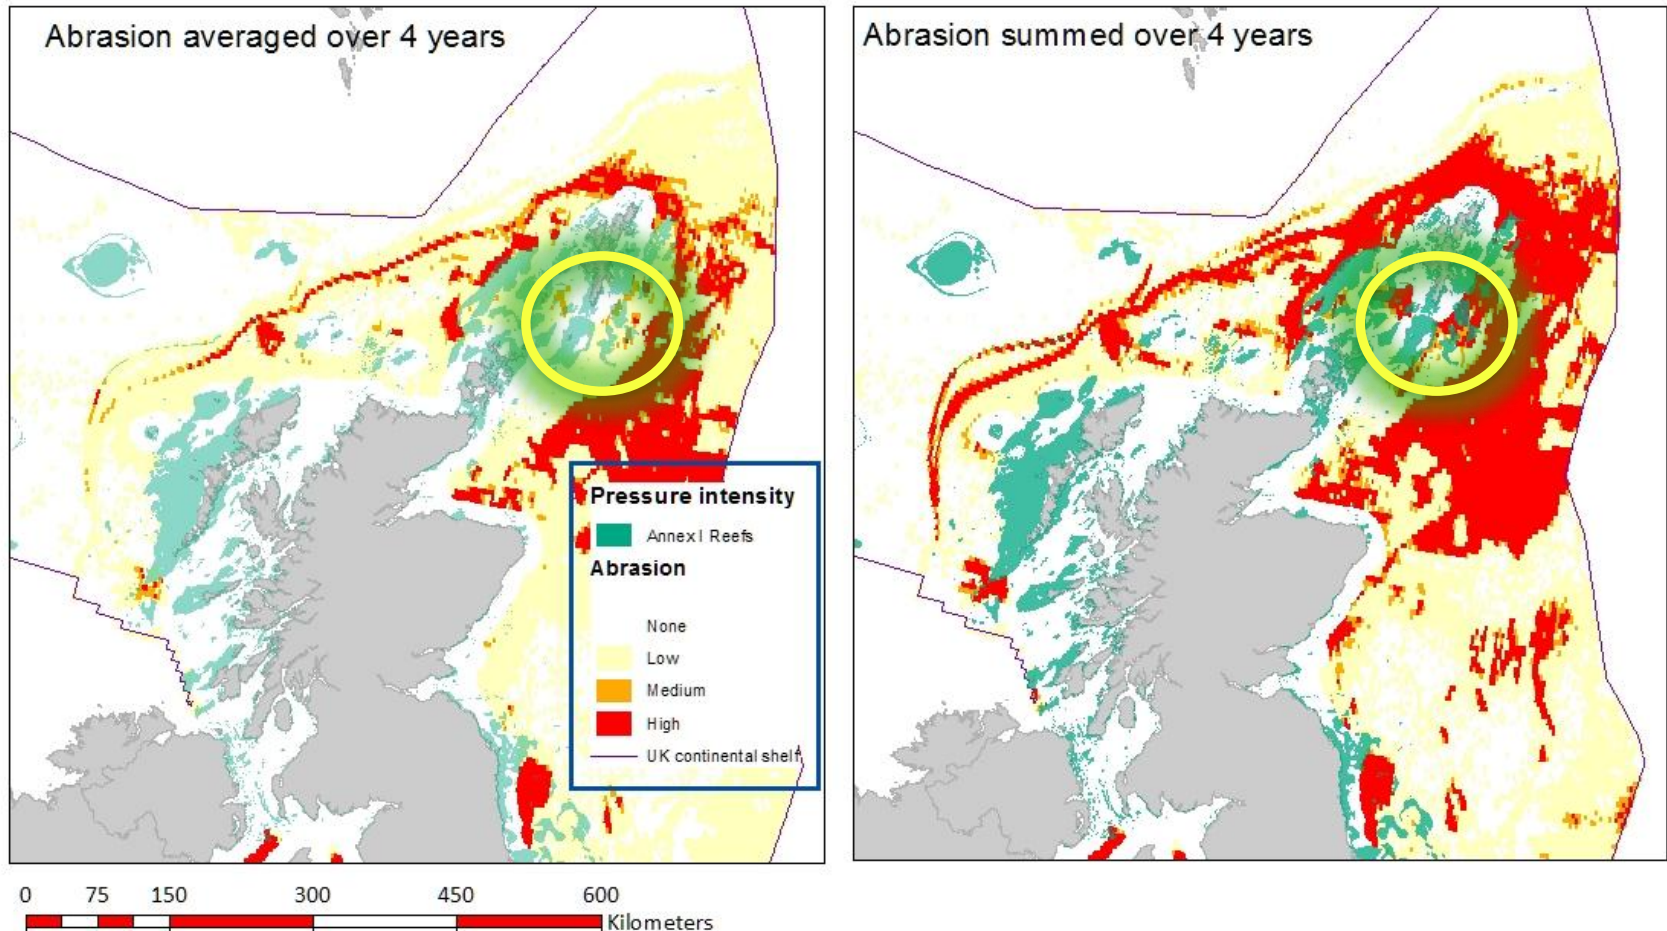 Abrasion averaged over 4 years
Abrasion summed over 4 years
Pressure intensity
Annex I Reefs
Abrasion
None
Low
Medium
High
UK continental shelf
0 75 150 300 450 600
Kilometers